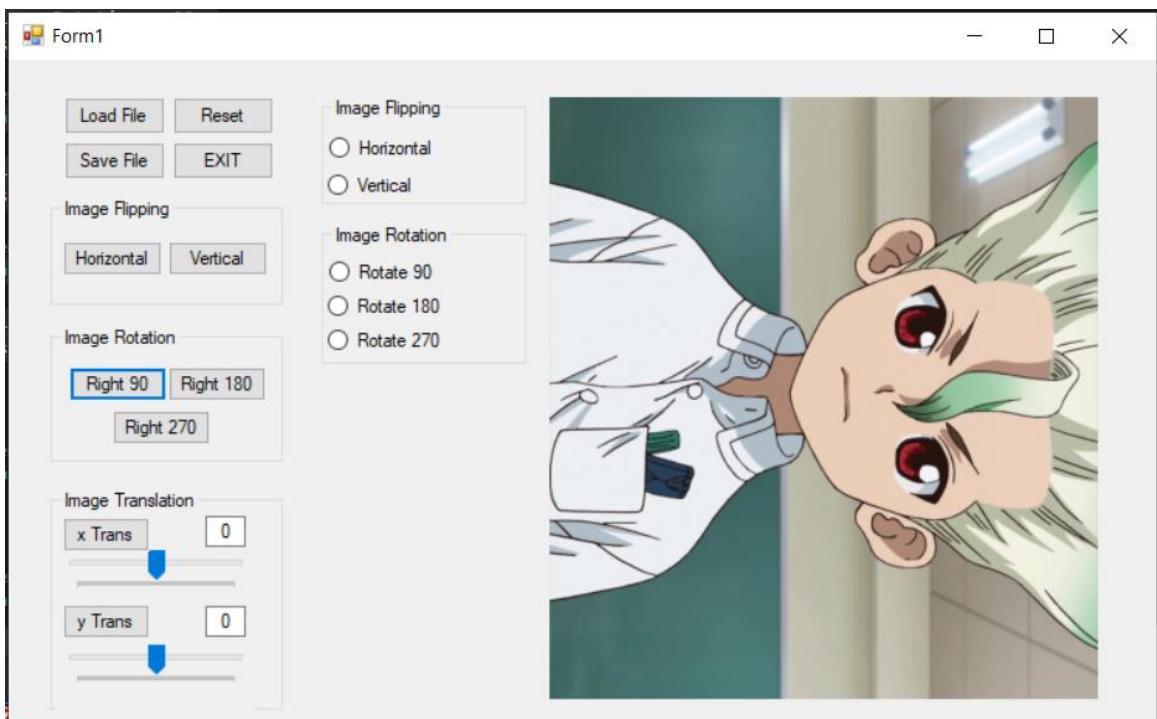 Form1
Load File Reset
Save File EXIT
Image Flipping
Horizontal Vertical
Image Rotation
Right 90 Right 180
Right 270
Image Translation
x Trans 0
y Trans 0
Image Flipping
Horizontal
Vertical
Image Rotation
Rotate 90
Rotate 180
Rotate 270